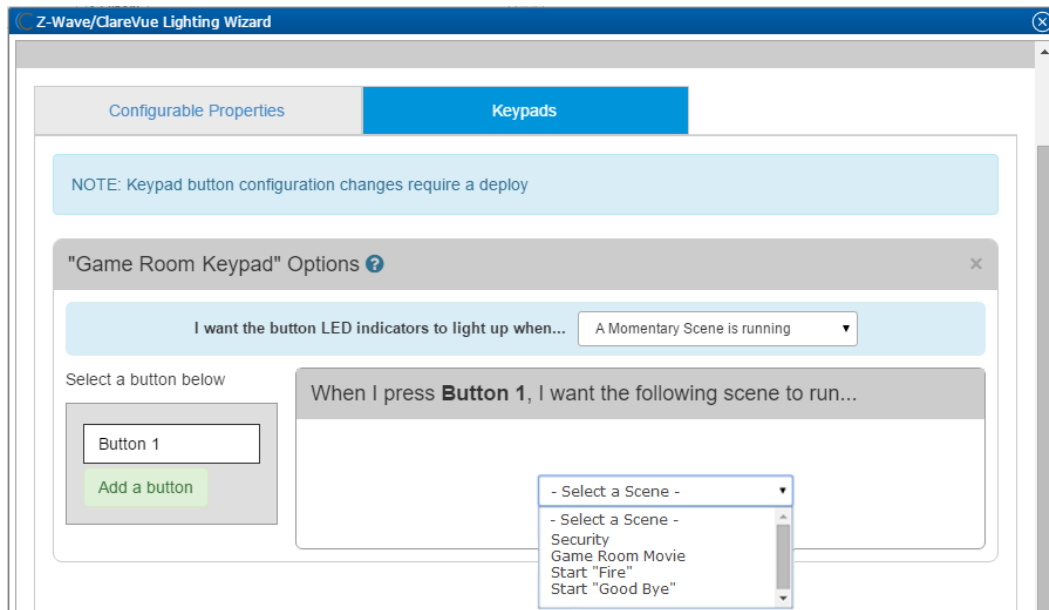 Z-Wave/ClareVue Lighting Wizard
Configurable Properties
Keypads
NOTE: Keypad button configuration changes require a deploy
"Game Room Keypad" Options ?
I want the button LED indicators to light up when...
A Momentary Scene is running
Select a button below
When I press Button 1, I want the following scene to run...
Button 1
Add a button
- Select a Scene -
- Select a Scene -
Security
Game Room Movie
Start "Fire"
Start "Good Bye"